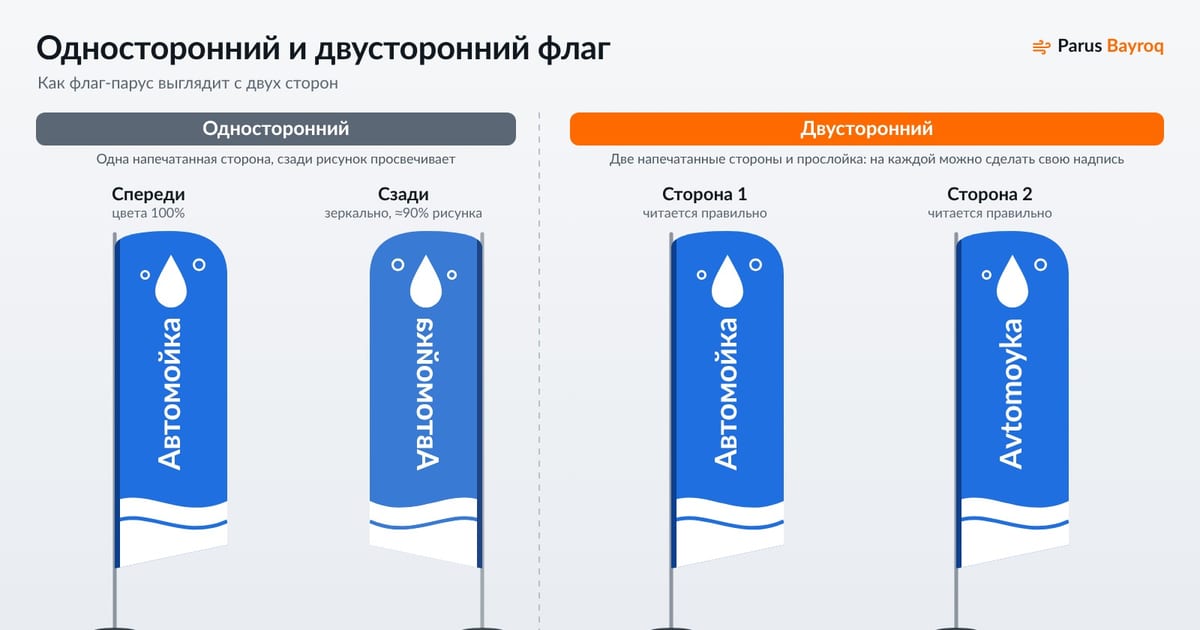 Односторонний и двусторонний флаг
Parus Bayroq
Как флаг-парус выглядит с двух сторон
Односторонний
Одна напечатанная сторона, сзади рисунок просвечивает
Спереди
цвета 100%
Автомойка
Сзади
зеркально, ≈90% рисунка
Автомойка
Двусторонний
Две напечатанные стороны и прослойка: на каждой можно сделать свою надпись
Сторона 1
читается правильно
Автомойка
Сторона 2
читается правильно
Avtomoyka